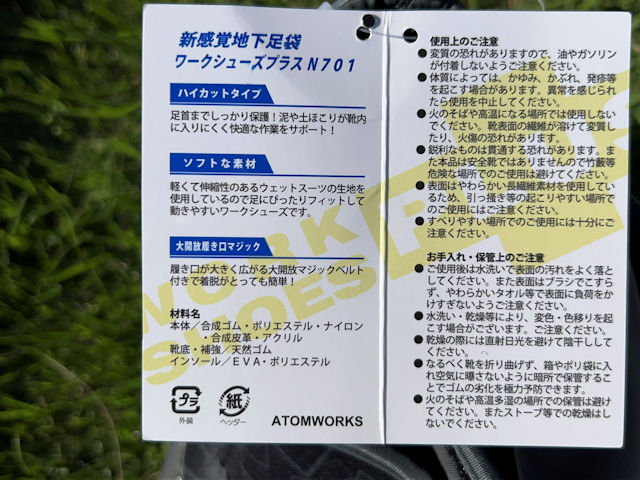 新感覚地下足袋
ワークシューズプラスN701
ハイカットタイプ
足首までしっかり保護！泥や土ほこりが靴内
に入りにくく快適な作業をサポート！
ソフトな素材
軽くて伸縮性のあるウェットスーツの生地を
使用しているので足にぴったりフィットして
動きやすいワークシューズです。
大開放履き口マジック
履き口が大きく広がる大開放マジックベルト
付きで着脱がとっても簡単！
材料名
本体／合成ゴム・ポリエステル・ナイロン
・合成皮革・アクリル
靴底・補強／天然ゴム
インソール／EVA・ポリエステル
プラ
外装
紙
ヘッダー
ATOMWORKS
WORK
SHOES
使用上のご注意
●変質の恐れがありますので、油やガソリン
が付着しないようご注意ください。
●体質によっては、かゆみ、かぶれ、発疹等
を起こす場合があります。異常を感じられ
たら使用を中止してください。
●火のそばや高温になる場所では使用しない
でください。靴表面の繊維が溶けて変質し
たり、火傷の恐れがあります。
●鋭利なものは貫通する恐れがあります。ま
た本品は安全靴ではありませんので竹藪等
危険な場所でのご使用は避けてください。
●表面はやわらかい長繊維素材を使用してい
るため、引っ掻き等の起こりやすい場所で
のご使用にはご注意ください。
●すべりやすい場所でのご使用には十分にご
注意ください。
お手入れ・保管上のご注意
●ご使用後は水洗いで表面の汚れをよく落と
してください。また表面はブラシでこすら
ず、やわらかいタオル等で表面に負荷をか
けすぎないようにご注意ください。
●水洗い・乾燥等により、変色・色移りを起
こす場合がございます。ご注意ください。
●乾燥の際には直射日光を避けて陰干しして
ください。
●なるべく靴を折り曲げず、箱やポリ袋に入
れ空気に曝さないように暗所で保管するこ
とでゴムの劣化を極力予防できます。
●火のそばや高温多湿の場所での保管は避け
てください。またストーブ等での乾燥はし
ないでください。